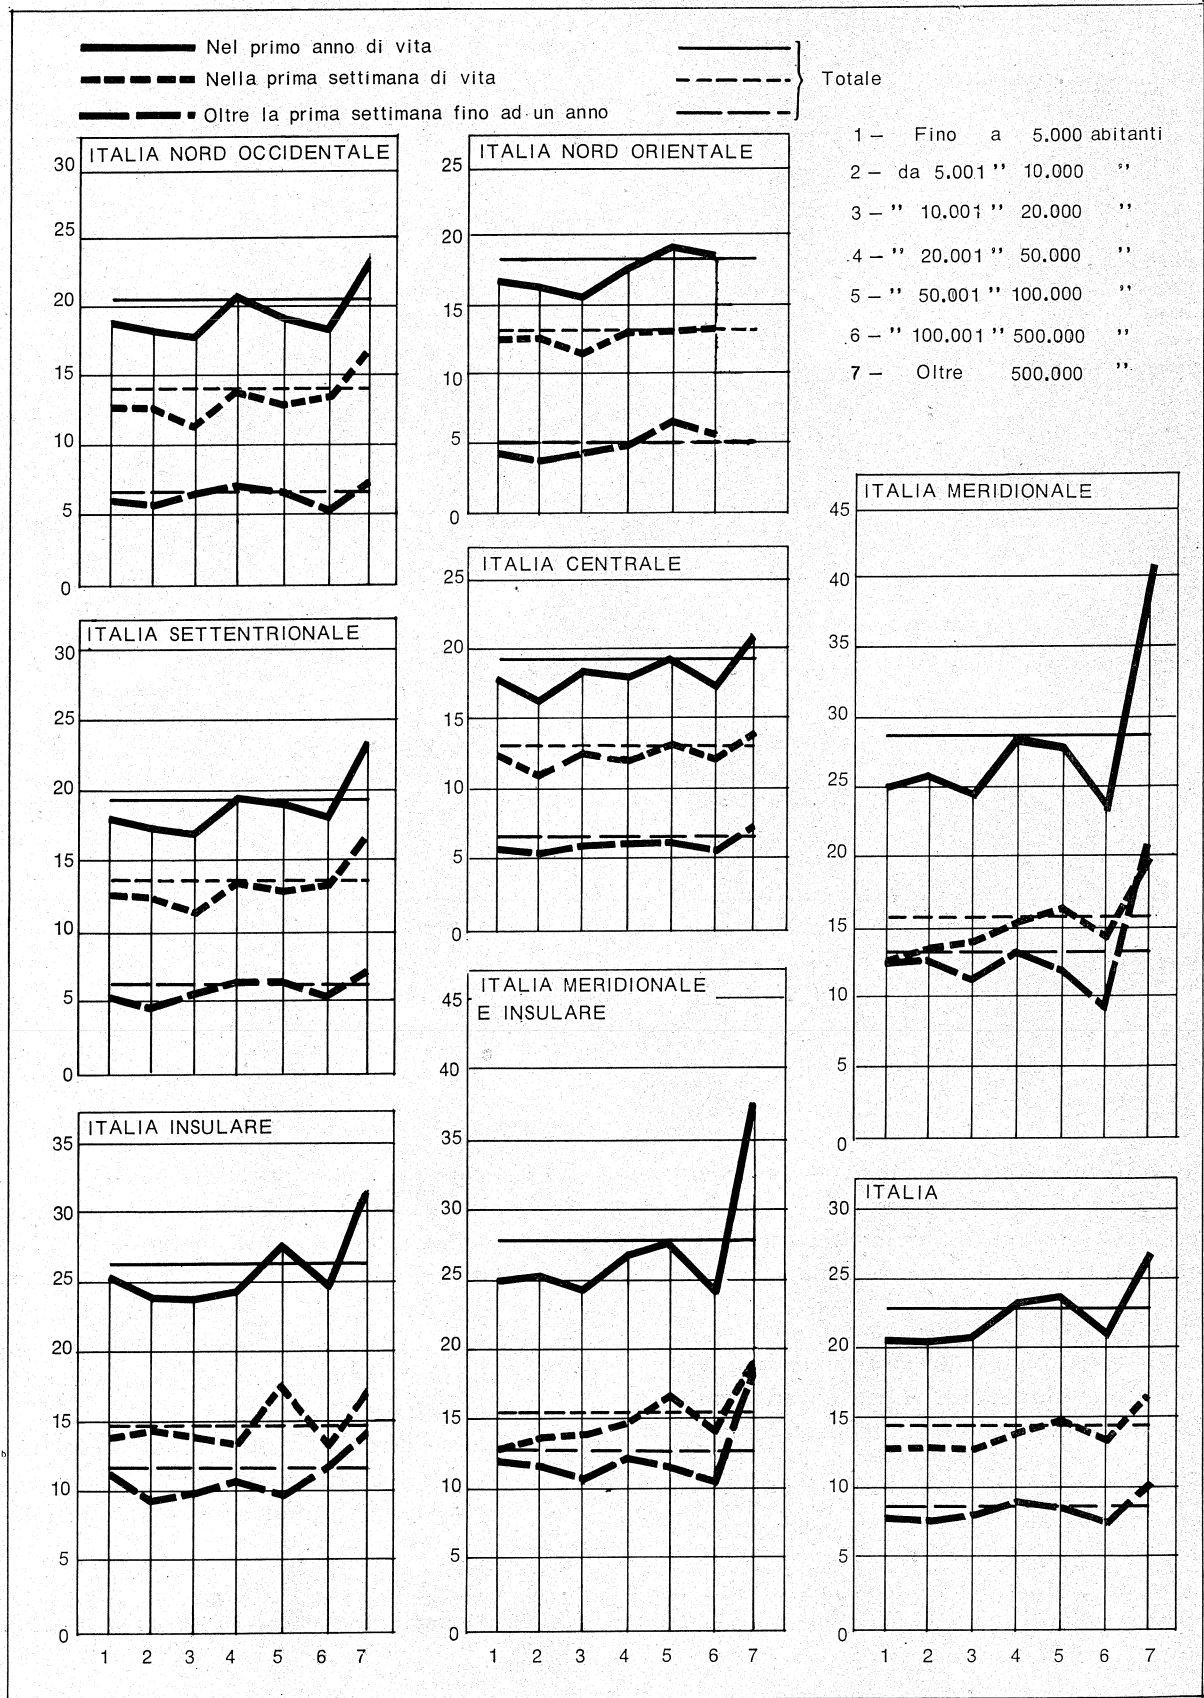 Nel primo anno di vita
Nella prima settimana di vita
Oltre la prima settimana fino ad un anno
Totale
1 — Fino a 5.000 abitanti
2 — da 5.001 " 10.000 "
3 — " 10.001 " 20.000 "
4 — " 20.001 " 50.000 "
5 — " 50.001 " 100.000 "
6 — " 100.001 " 500.000 "
7 — Oltre 500.000 "
ITALIA NORD OCCIDENTALE
30
25
20
15
10
5
0
ITALIA NORD ORIENTALE
25
20
15
10
5
0
ITALIA MERIDIONALE
45
40
35
30
25
20
15
10
5
0
ITALIA CENTRALE
25
20
15
10
5
0
ITALIA SETTENTRIONALE
30
25
20
15
10
5
0
ITALIA MERIDIONALE
E INSULARE
45
40
35
30
25
20
15
10
5
0
1 2 3 4 5 6 7
ITALIA INSULARE
35
30
25
20
15
10
5
0
1 2 3 4 5 6 7
ITALIA
30
25
20
15
10
5
0
1 2 3 4 5 6 7